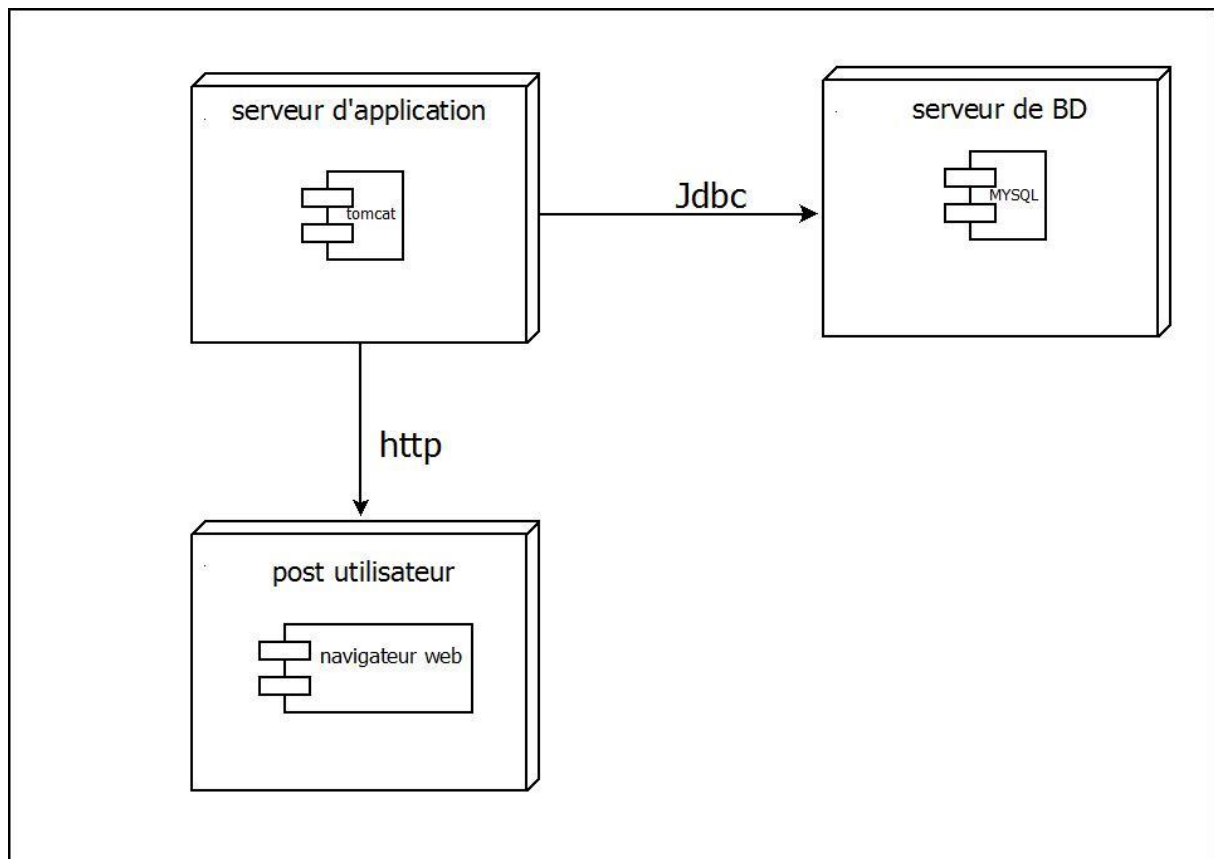 serveur d'application
tomcat
Jdbc
serveur de BD
MYSQL
http
post utilisateur
navigateur web